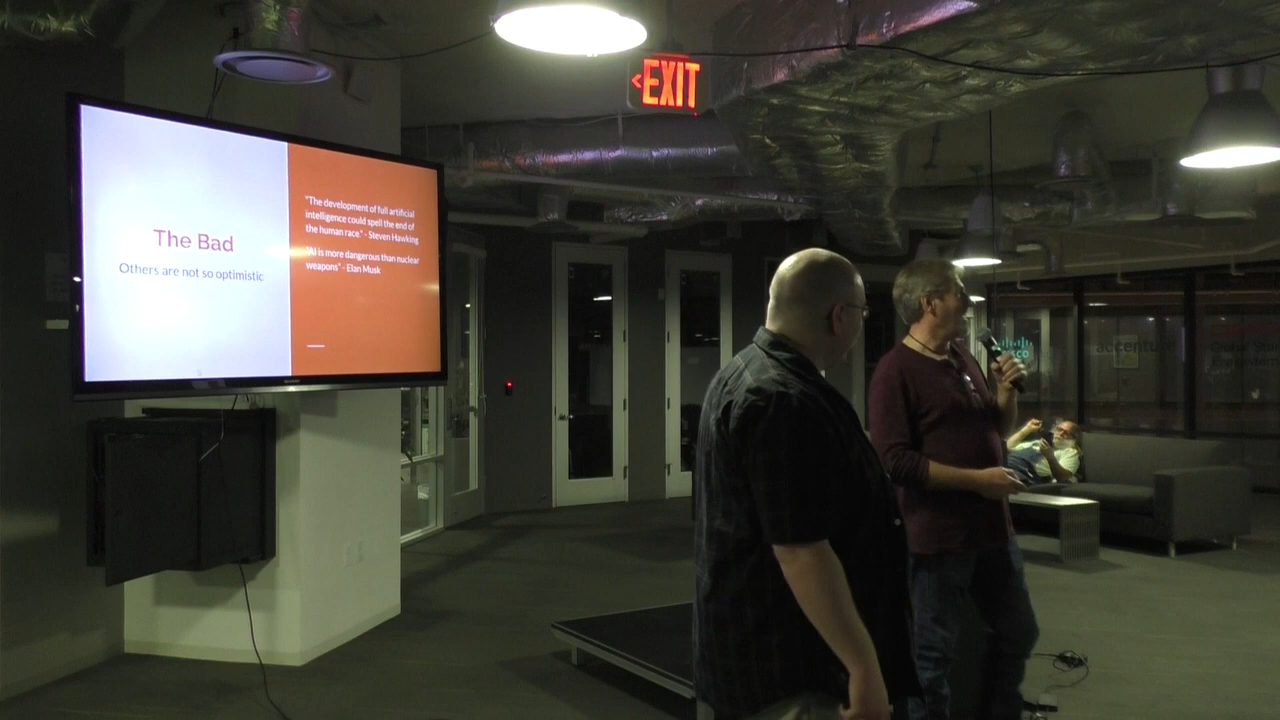 <EXIT
The Bad
Others are not so optimistic
"The development of full artificial
intelligence could spell the end of
the human race." - Steven Hawking
"AI is more dangerous than nuclear
weapons" - Elan Musk
CISCO
accenture